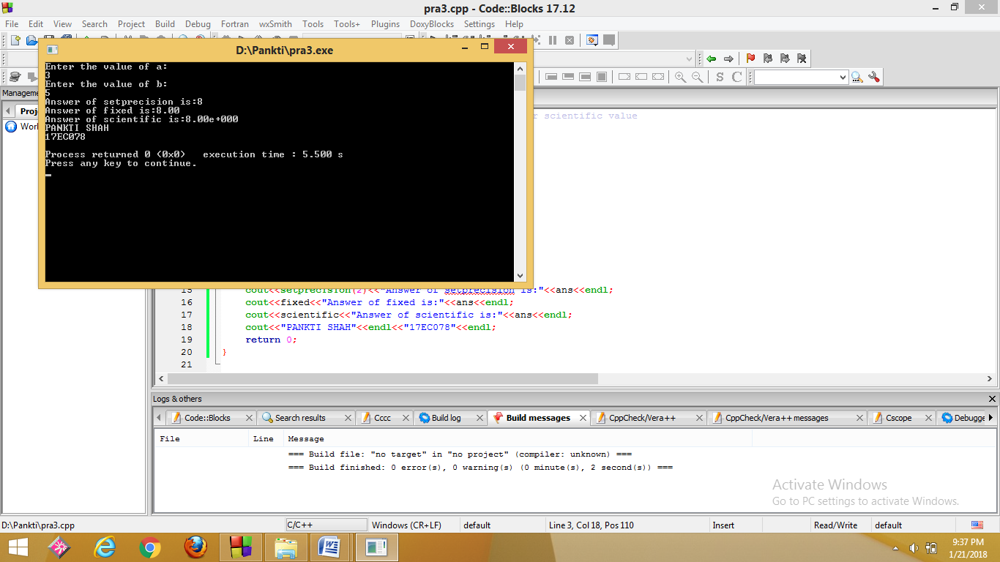 pra3.cpp - Code::Blocks 17.12
File Edit View Search Project Build Debug Fortran wxSmith Tools Tools+ Plugins DoxyBlocks Settings Help
D:\Pankti\pra3.exe
Enter the value of a:
3
Enter the value of b:
5
Answer of setprecision is:8
Answer of fixed is:8.00
Answer of scientific is:8.00e+000
PANKTI SHAH
17EC078
Process returned 0 (0x0) execution time : 5.500 s
Press any key to continue.
S C
scientific value
15 cout<<setprecision(2)<<"Answer of setprecision is:"<<ans<<endl;
16 cout<<fixed<<"Answer of fixed is:"<<ans<<endl;
17 cout<<scientific<<"Answer of scientific is:"<<ans<<endl;
18 cout<<"PANKTI SHAH"<<endl<<"17EC078"<<endl;
19 return 0;
20 }
21
Logs & others
Code::Blocks Search results Cccc Build log Build messages CppCheck/Vera++ CppCheck/Vera++ messages Cscope
File Line Message
=== Build file: "no target" in "no project" (compiler: unknown) ===
=== Build finished: 0 error(s), 0 warning(s) (0 minute(s), 2 second(s)) ===
Activate Windows
Go to PC settings to activate Windows.
D:\Pankti\pra3.cpp C/C++ Windows (CR+LF) default Line 3, Col 18, Pos 110 Insert Read/Write default
9:37 PM
1/21/2018